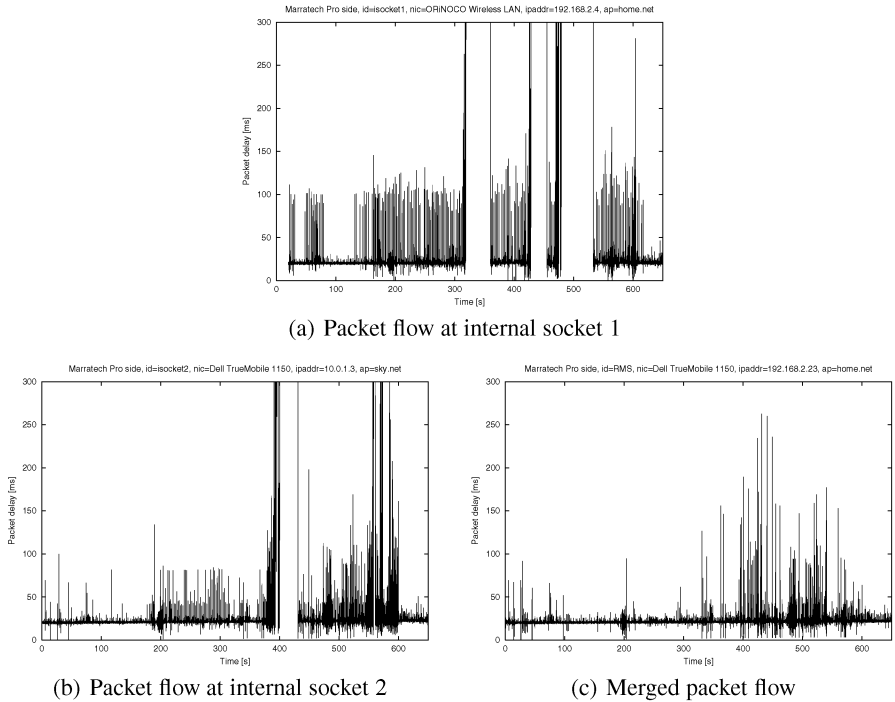 Marratech Pro side, id=isocket1, nic=ORiNOCO Wireless LAN, ipaddr=192.168.2.4, ap=home.net
300
250
200
150
100
50
0
Packet delay [ms]
0 100 200 300 400 500 600
Time [s]
(a) Packet flow at internal socket 1
Marratech Pro side, id=isocket2, nic=Dell TrueMobile 1150, ipaddr=10.0.1.3, ap=sky.net
300
250
200
150
100
50
0
Packet delay [ms]
0 100 200 300 400 500 600
Time [s]
(b) Packet flow at internal socket 2
Marratech Pro side, id=RMS, nic=Dell TrueMobile 1150, ipaddr=192.168.2.23, ap=home.net
300
250
200
150
100
50
0
Packet delay [ms]
0 100 200 300 400 500 600
Time [s]
(c) Merged packet flow